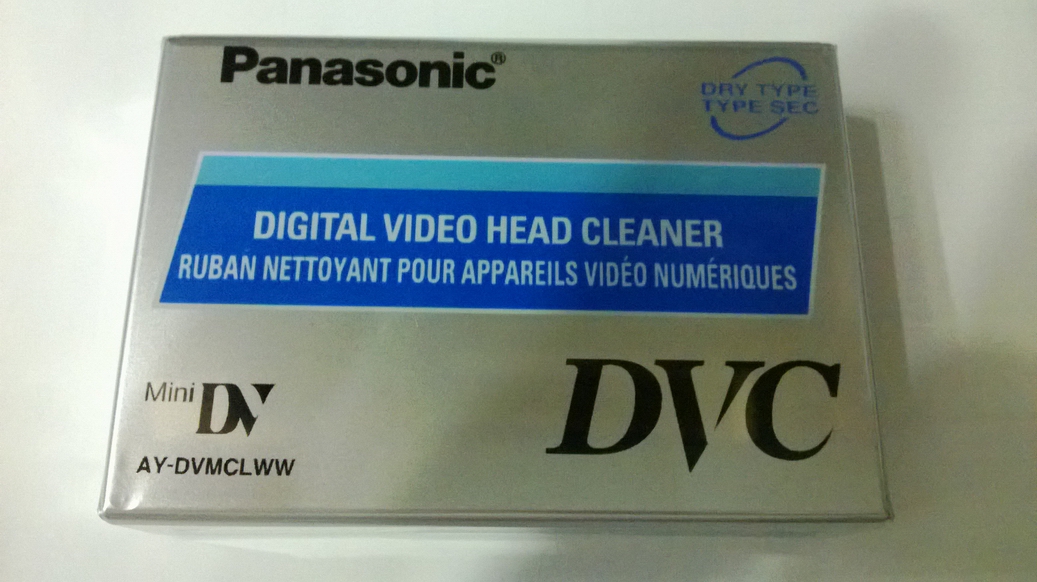 Panasonic®
DRY TYPE
TYPE SEC
DIGITAL VIDEO HEAD CLEANER
RUBAN NETTOYANT POUR APPAREILS VIDÉO NUMÉRIQUES
Mini DV
AY-DVMCLWW
DVC